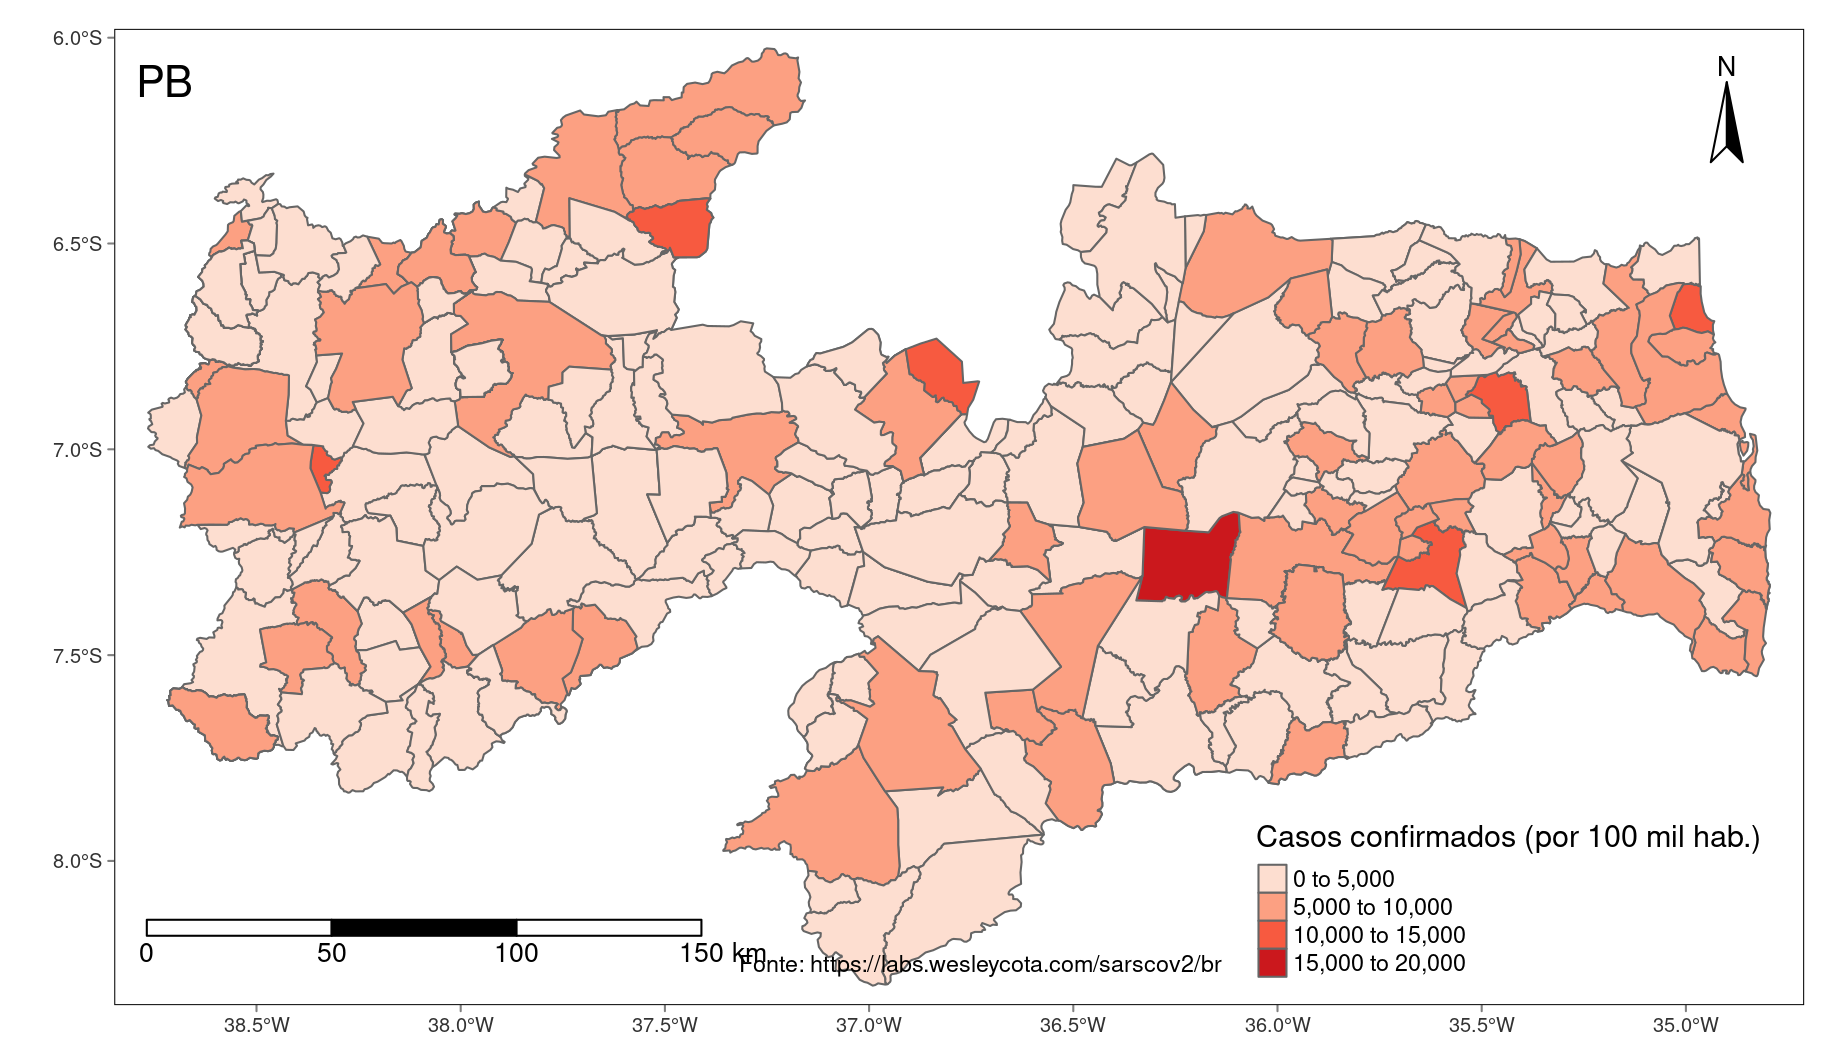 6.0°S
PB
N
6.5°S
7.0°S
7.5°S
8.0°S
Casos confirmados (por 100 mil hab.)
0 to 5,000
5,000 to 10,000
10,000 to 15,000
15,000 to 20,000
0 50 100 150 km
Fonte: https://labs.wesleycota.com/sarscov2/br
38.5°W 38.0°W 37.5°W 37.0°W 36.5°W 36.0°W 35.5°W 35.0°W